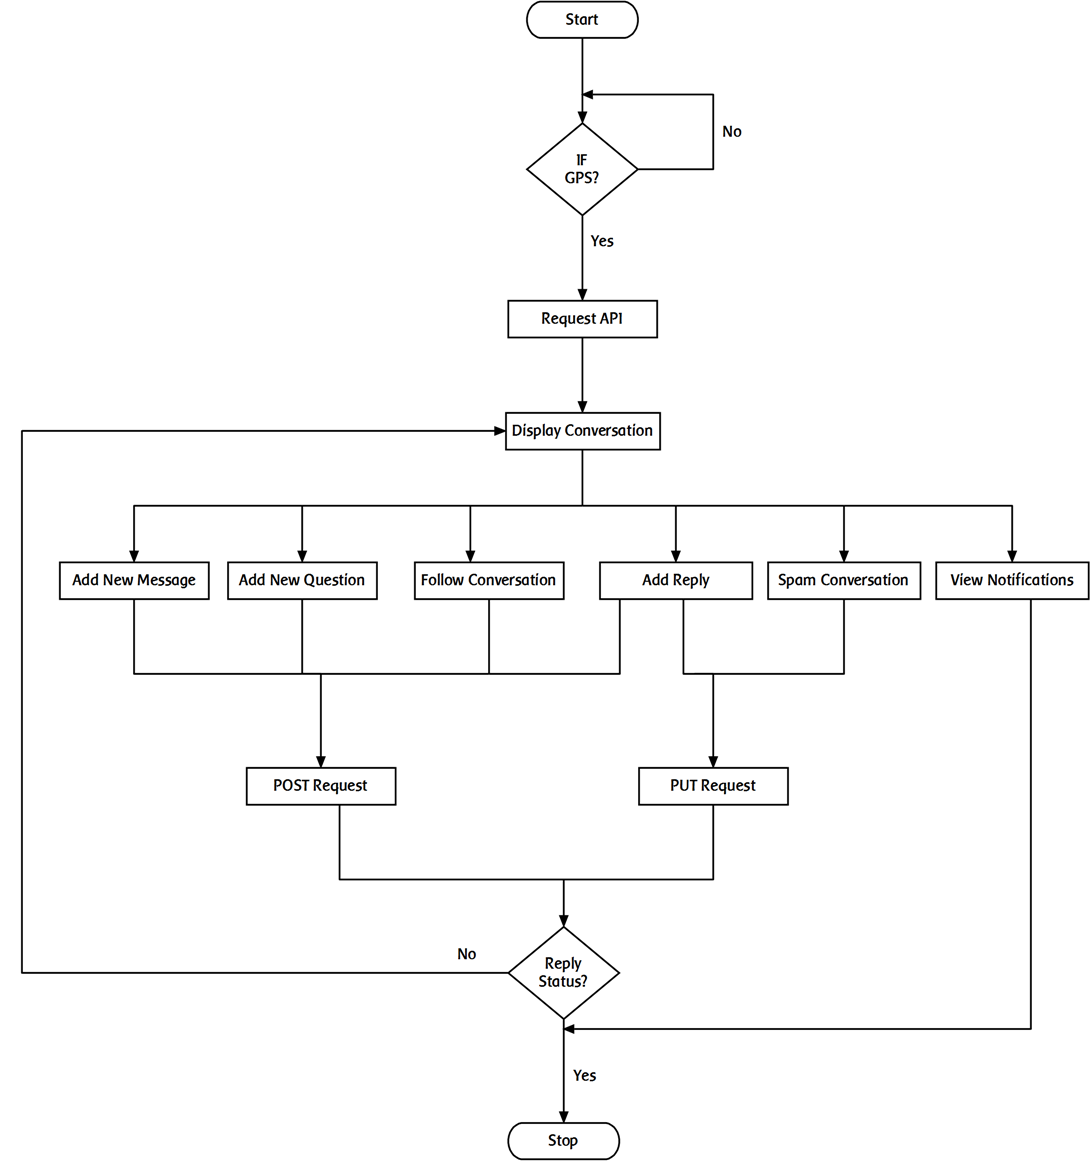 Start
No
IF
GPS?
Yes
Request API
Display Conversation
Add New Message
Add New Question
Follow Conversation
Add Reply
Spam Conversation
View Notifications
POST Request
PUT Request
No
Reply
Status?
Yes
Stop